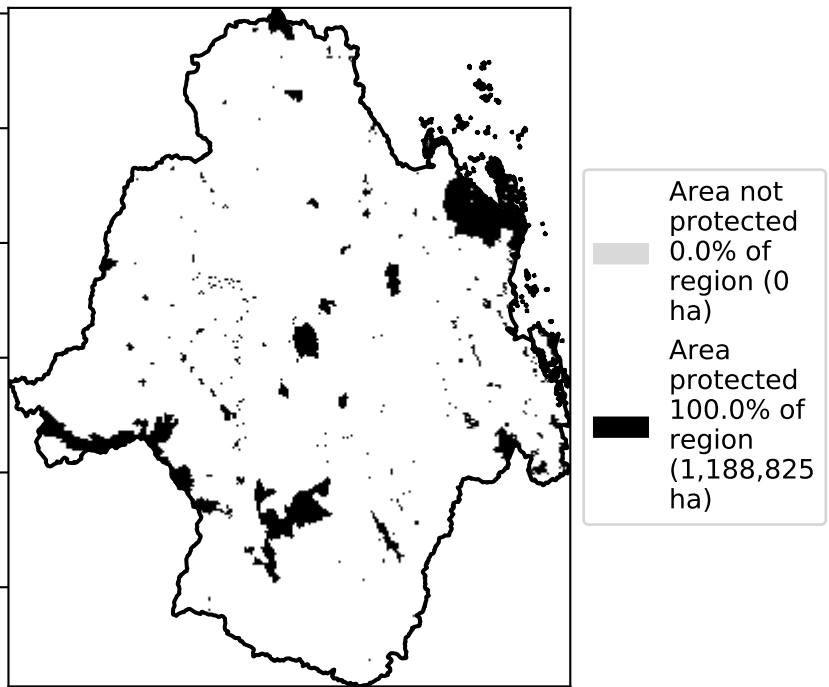 Area not
protected
0.0% of
region (0
ha)
Area
protected
100.0% of
region
(1,188,825
ha)